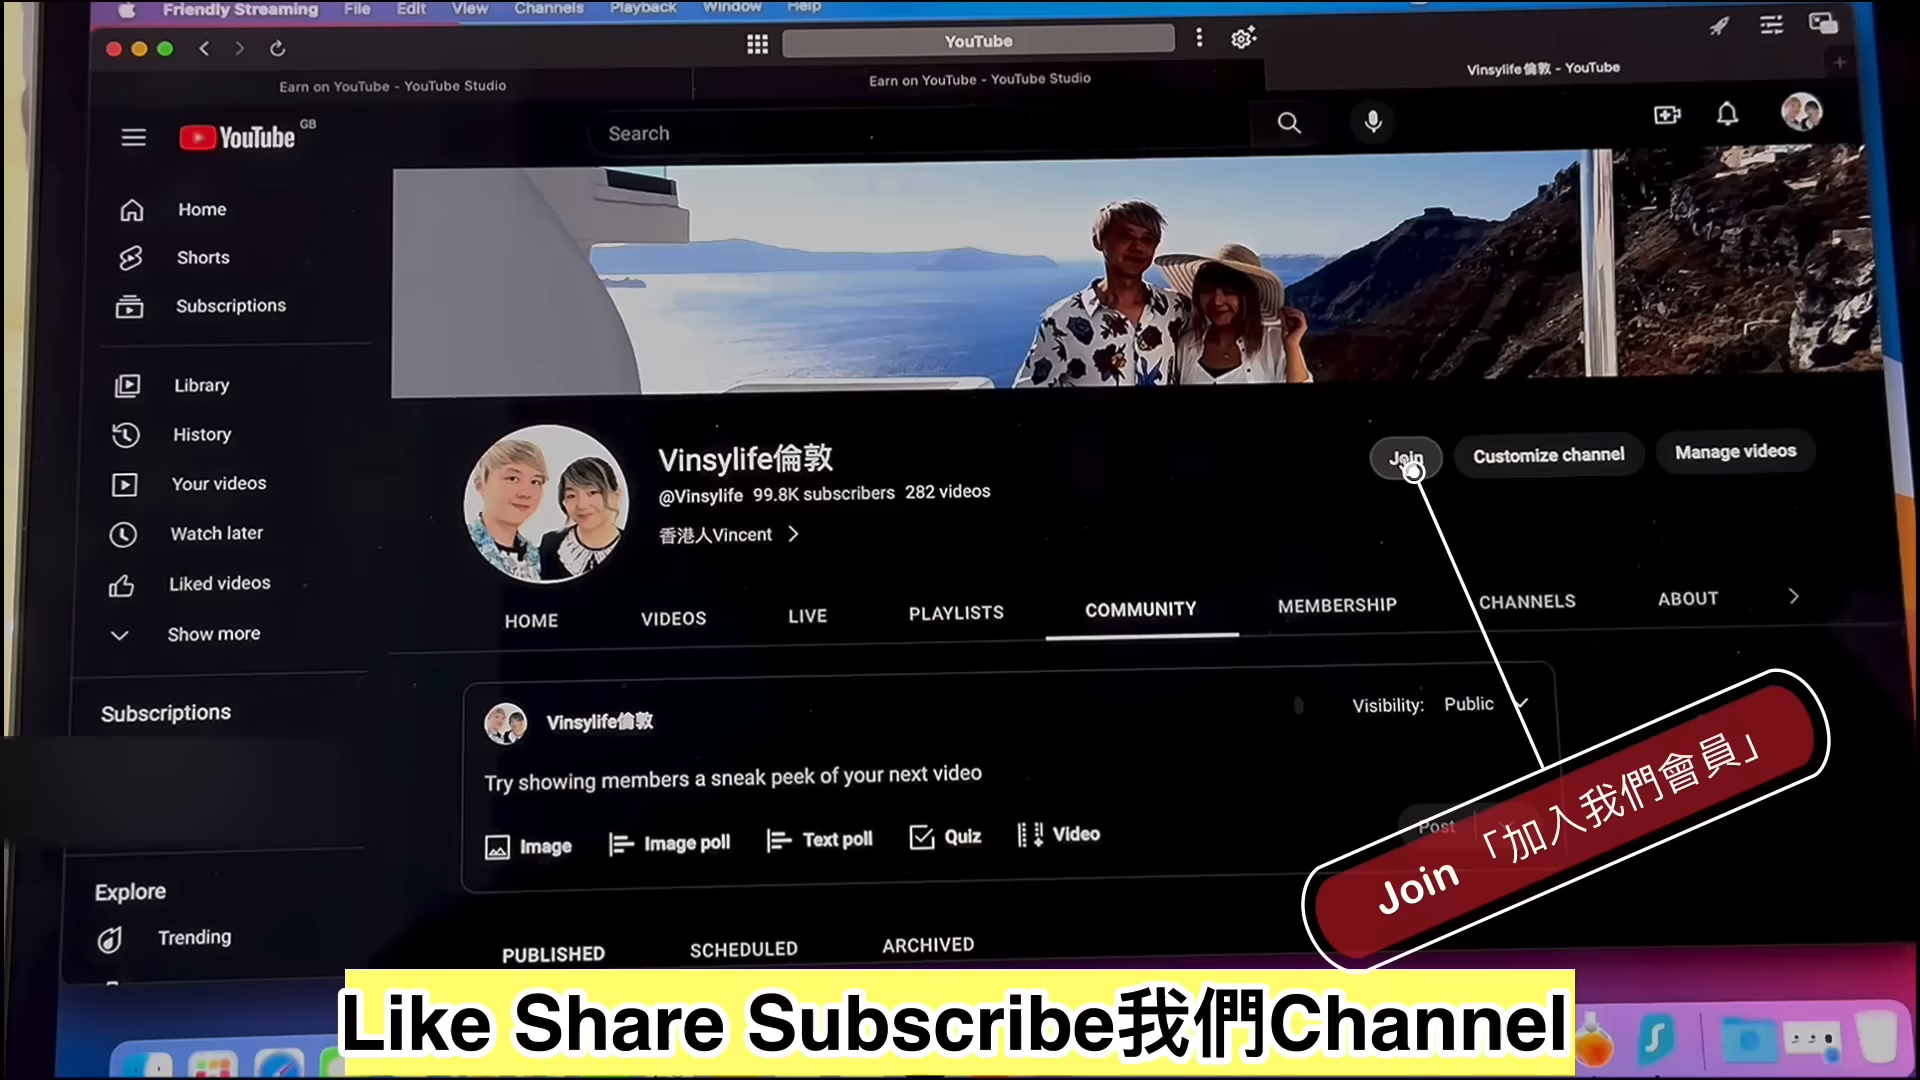 Friendly Streaming File Edit View Channels Playback Window Help
YouTube
Earn on YouTube - YouTube Studio
Earn on YouTube - YouTube Studio
Vinsylife倫敦 - YouTube
YouTube GB
Search
Home
Shorts
Subscriptions
Library
History
Your videos
Watch later
Liked videos
Show more
Subscriptions
Explore
Trending
Vinsylife倫敦
@Vinsylife 99.8K subscribers 282 videos
香港人Vincent
Join
Customize channel
Manage videos
HOME VIDEOS LIVE PLAYLISTS COMMUNITY MEMBERSHIP CHANNELS ABOUT
Vinsylife倫敦
Visibility: Public
Try showing members a sneak peek of your next video
Image Image poll Text poll Quiz Video
Post
Join「加入我們會員」
PUBLISHED SCHEDULED ARCHIVED
Like Share Subscribe我們Channel